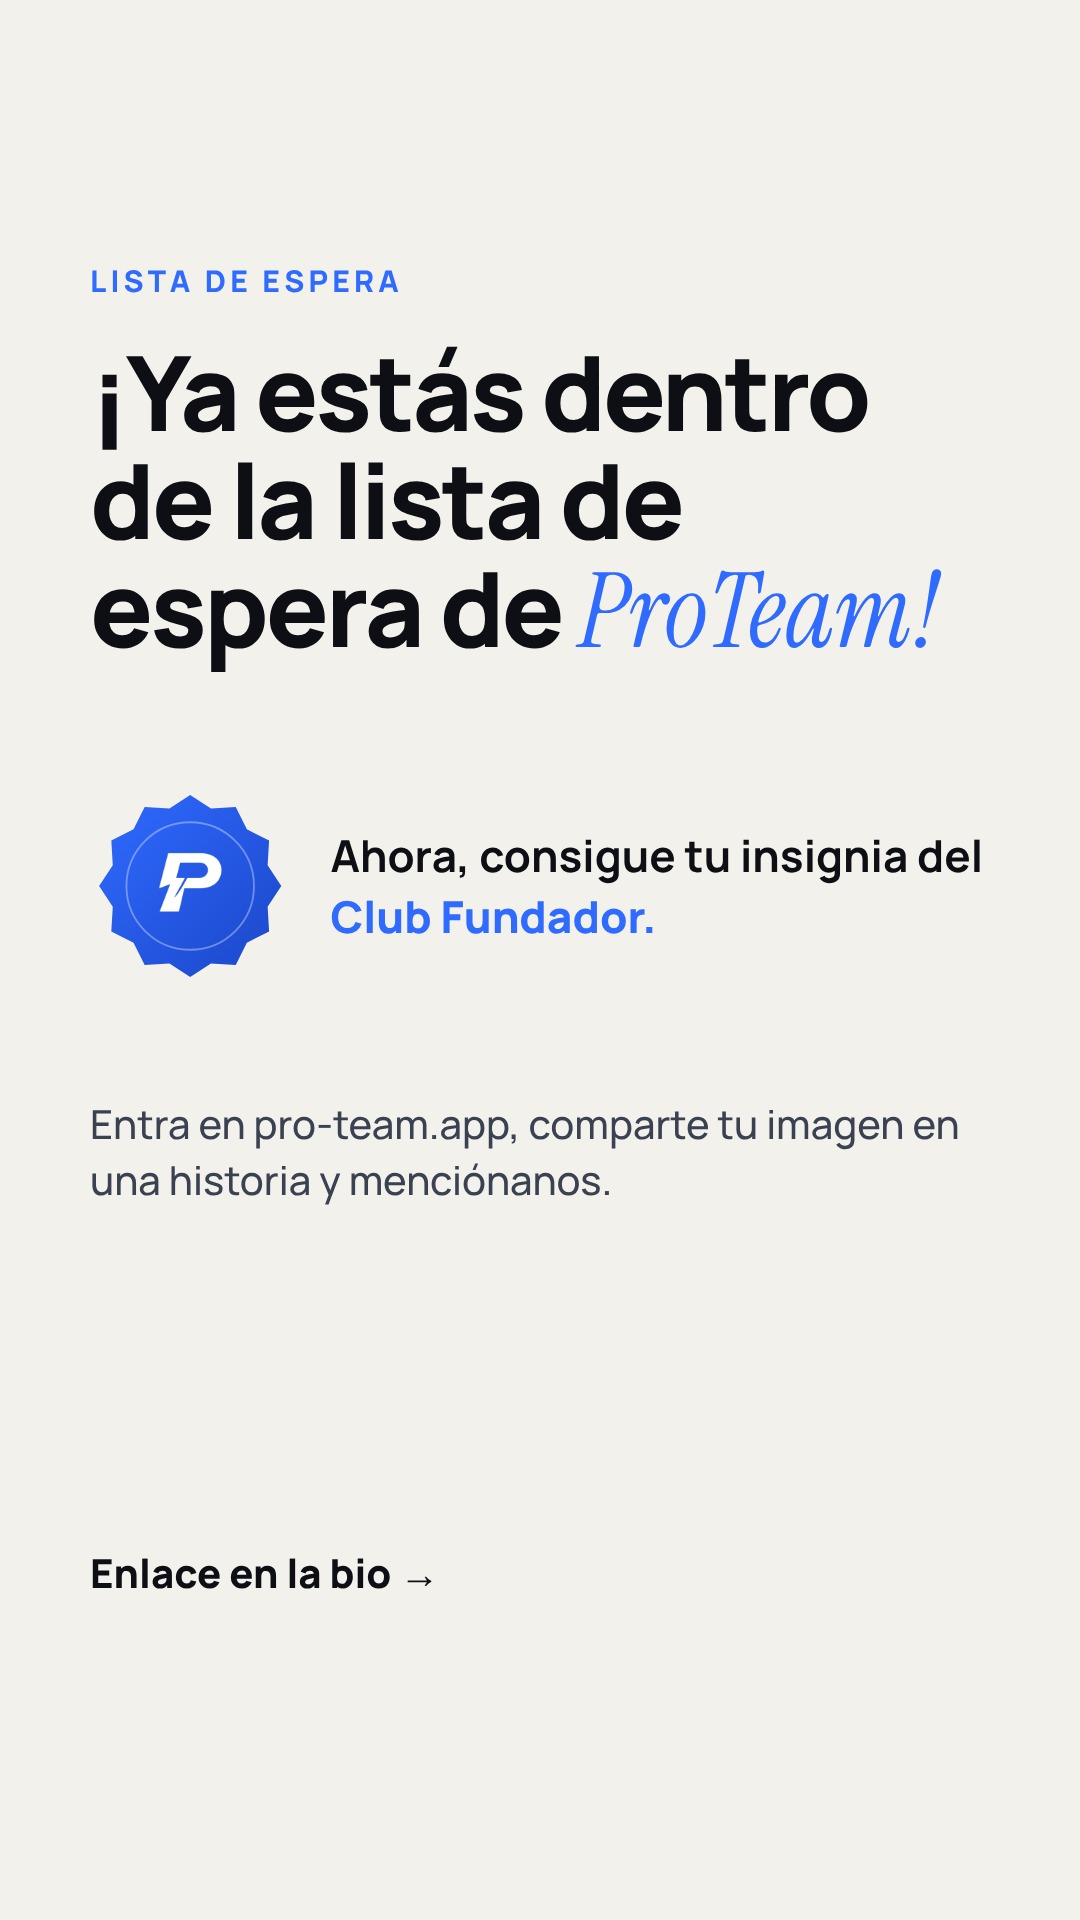 LISTA DE ESPERA
¡Ya estás dentro
de la lista de
espera de ProTeam!
P
Ahora, consigue tu insignia del
Club Fundador.
Entra en pro-team.app, comparte tu imagen en
una historia y menciónanos.
Enlace en la bio →